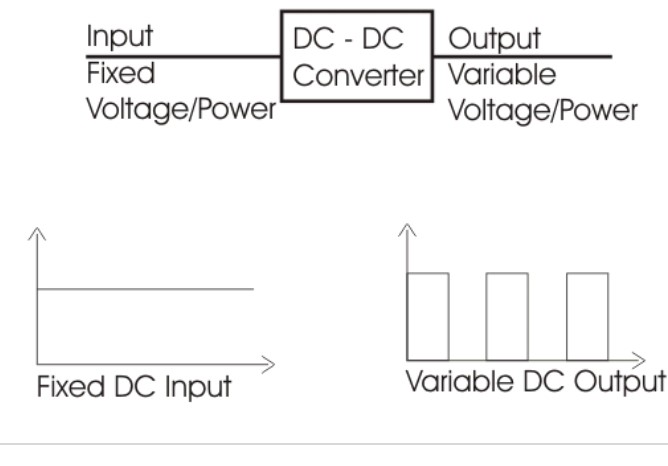 Input
Fixed
Voltage/Power
DC - DC
Converter
Output
Variable
Voltage/Power
Fixed DC Input
Variable DC Output